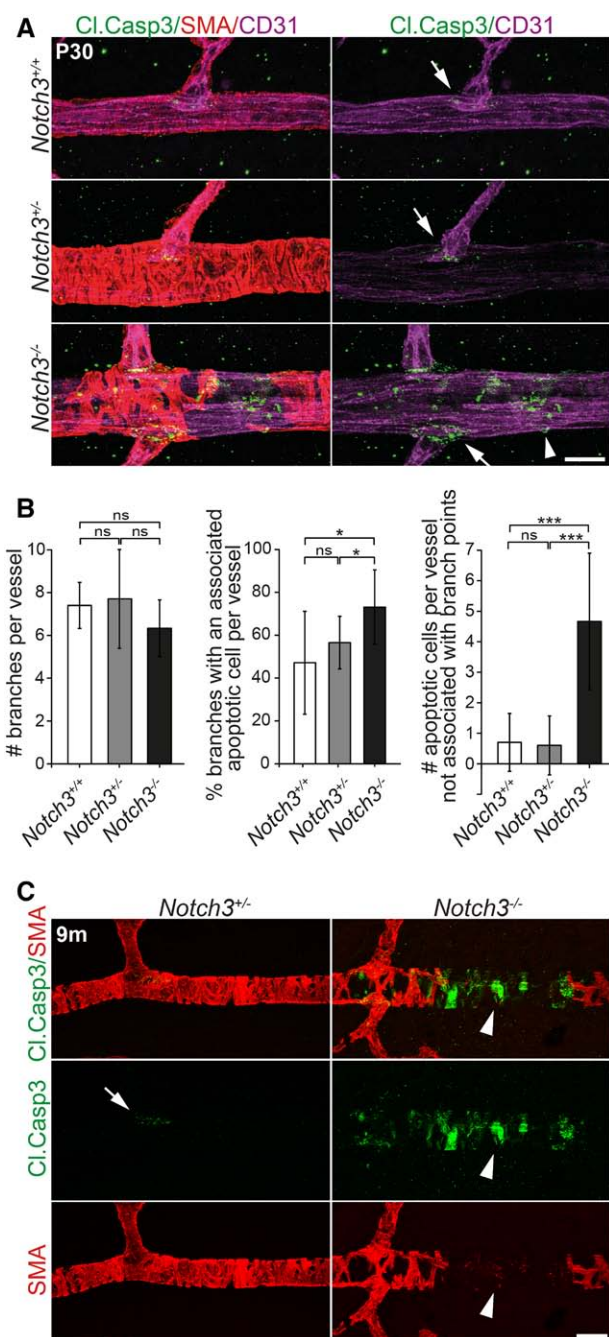 A
Cl.Casp3/SMA/CD31
Cl.Casp3/CD31
P30
Notch3+/+
Notch3+/-
Notch3-/-
B
# branches per vessel
10
8
6
4
2
0
ns
ns
ns
Notch3+/+
Notch3+/-
Notch3-/-
% branches with an associated
apoptotic cell per vessel
100
80
60
40
20
0
*
ns
*
Notch3+/+
Notch3+/-
Notch3-/-
# apoptotic cells per vessel
not associated with branch points
7
6
5
4
3
2
1
0
***
ns
***
Notch3+/+
Notch3+/-
Notch3-/-
C
Notch3+/-
Notch3-/-
9m
Cl.Casp3/SMA
Cl.Casp3
SMA